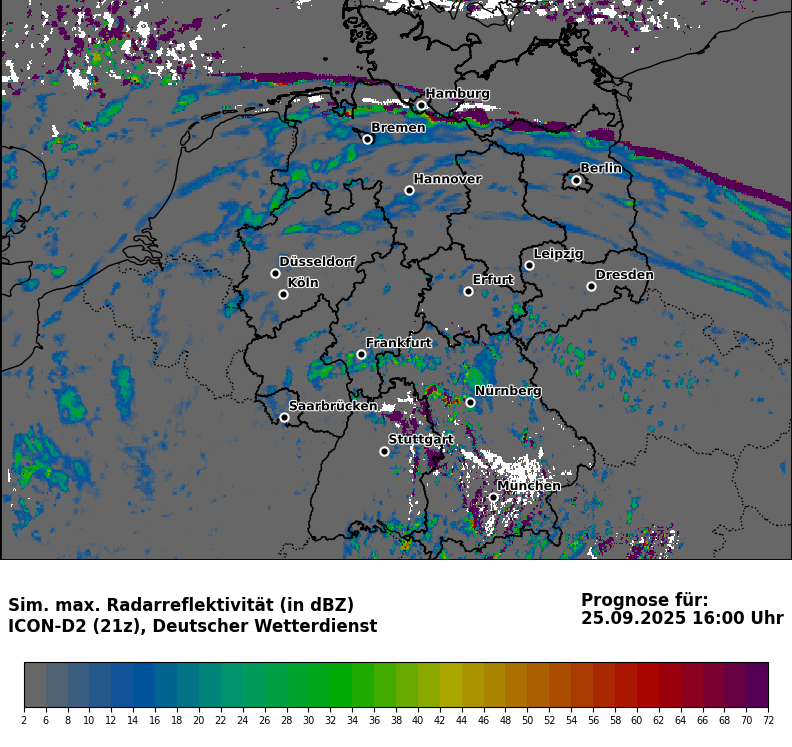 Hamburg
Bremen
Berlin
Hannover
Leipzig
Düsseldorf
Dresden
Köln
Erfurt
Frankfurt
Nürnberg
Saarbrücken
Stuttgart
München
Sim. max. Radarreflektivität (in dBZ)
ICON-D2 (21z), Deutscher Wetterdienst
Prognose für:
25.09.2025 16:00 Uhr
2 6 8 10 12 14 16 18 20 22 24 26 28 30 32 34 36 38 40 42 44 46 48 50 52 54 56 58 60 62 64 66 68 70 72